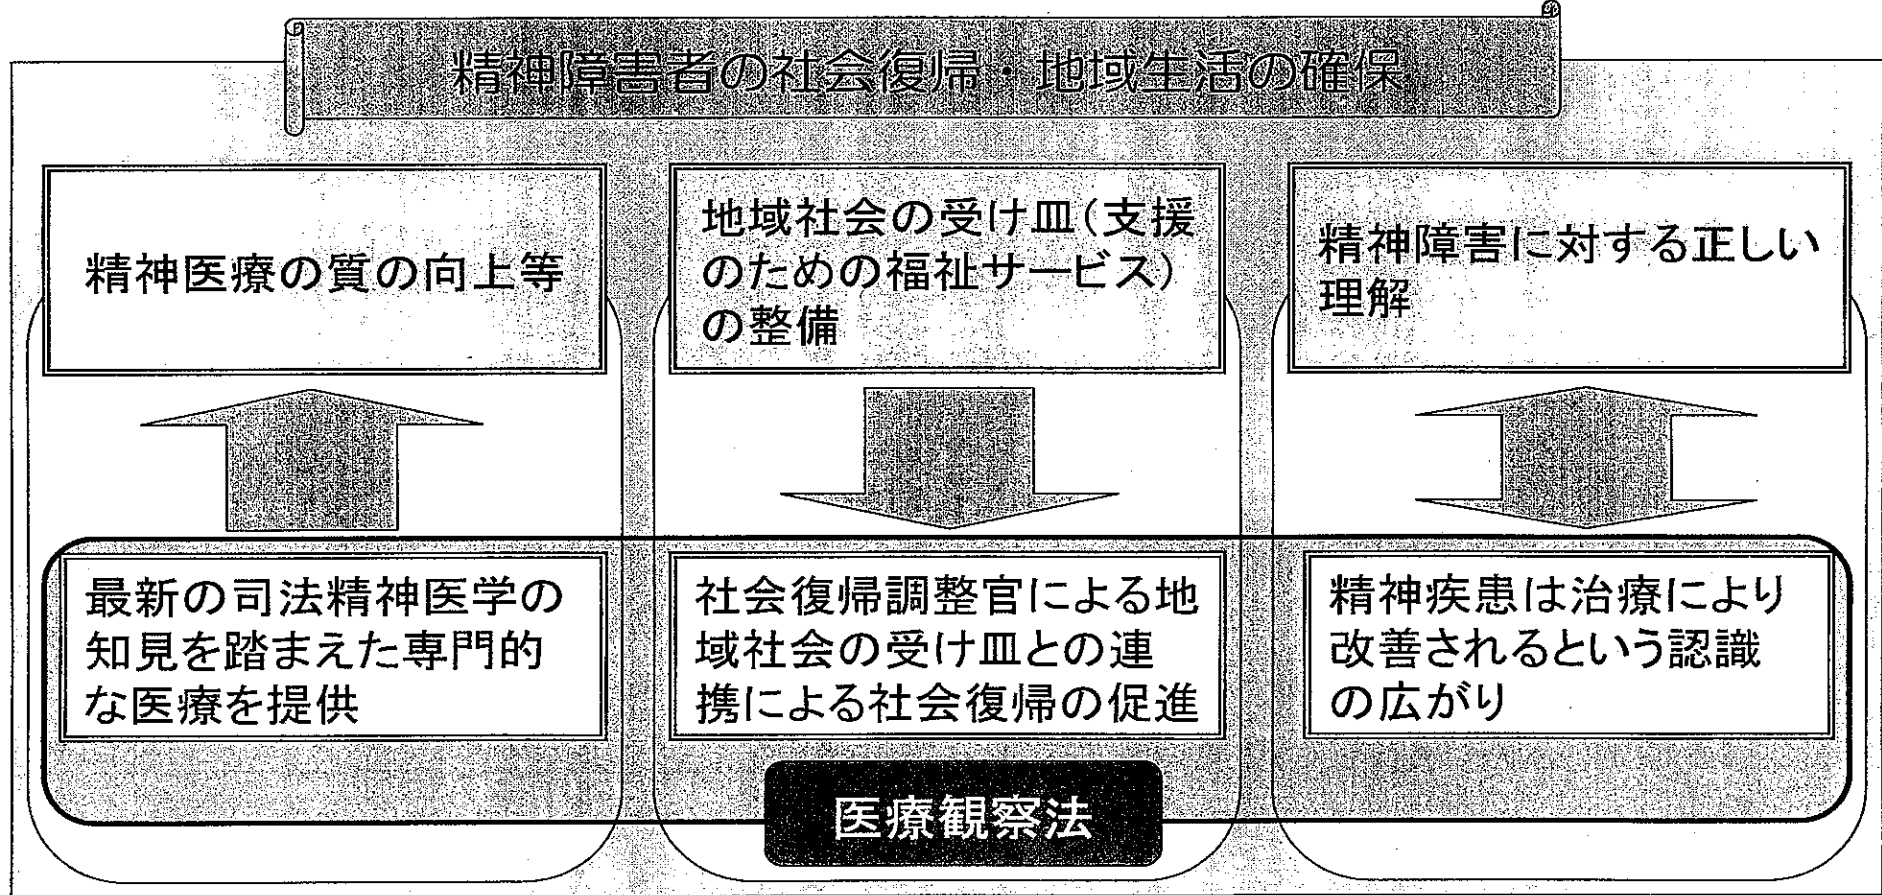 精神障害者の社会復帰・地域生活の確保
精神医療の質の向上等
地域社会の受け皿（支援
のための福祉サービス）
の整備
精神障害に対する正しい
理解
最新の司法精神医学の
知見を踏まえた専門的
な医療を提供
社会復帰調整官による地
域社会の受け皿との連
携による社会復帰の促進
精神疾患は治療により
改善されるという認識
の広がり
医療観察法